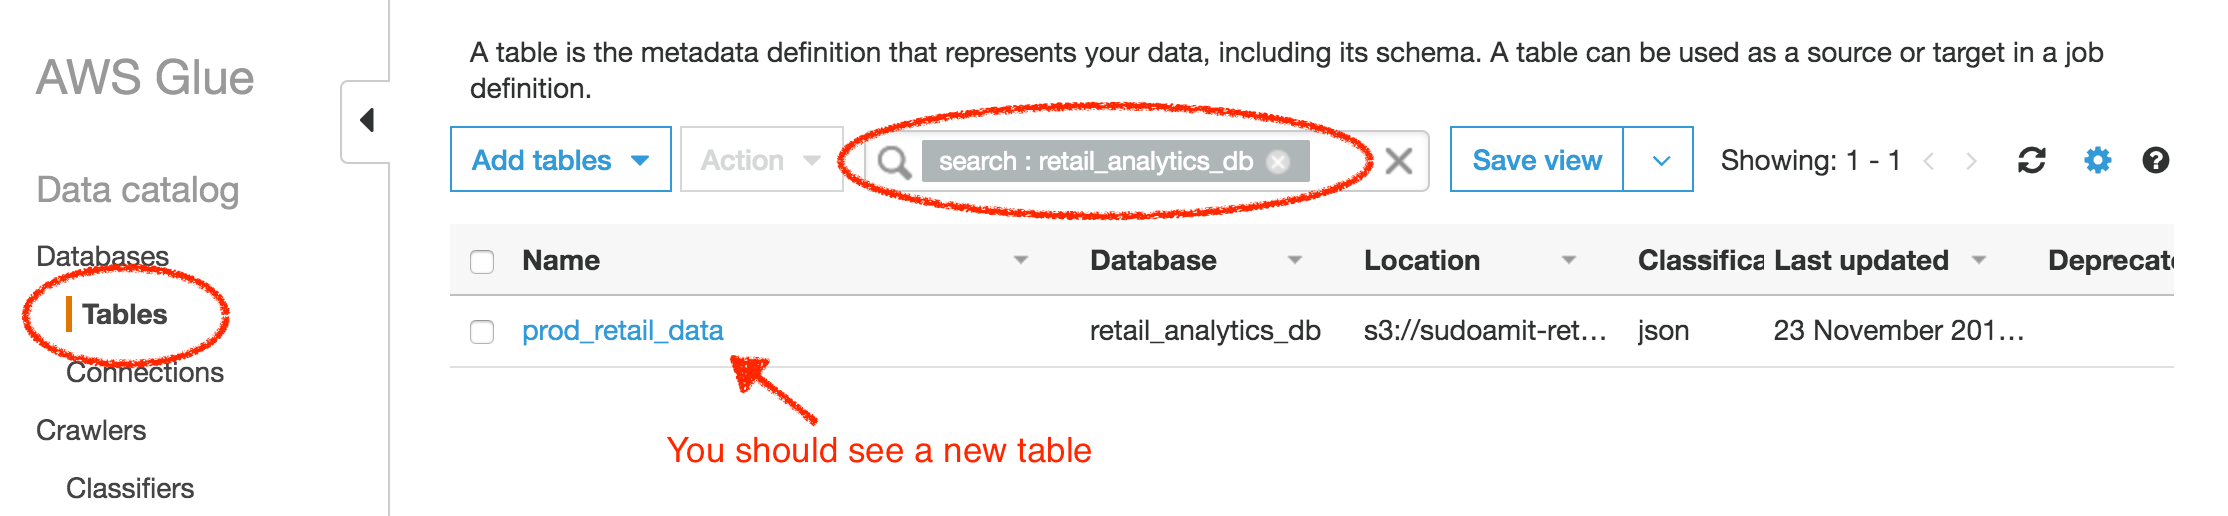 AWS Glue
Data catalog
Databases
Tables
Connections
Crawlers
Classifiers
A table is the metadata definition that represents your data, including its schema. A table can be used as a source or target in a job
definition.
Add tables Action search : retail_analytics_db Save view Showing: 1 - 1
Name Database Location Classifica Last updated Deprecate
prod_retail_data retail_analytics_db s3://sudoamit-ret... json 23 November 201...
You should see a new table